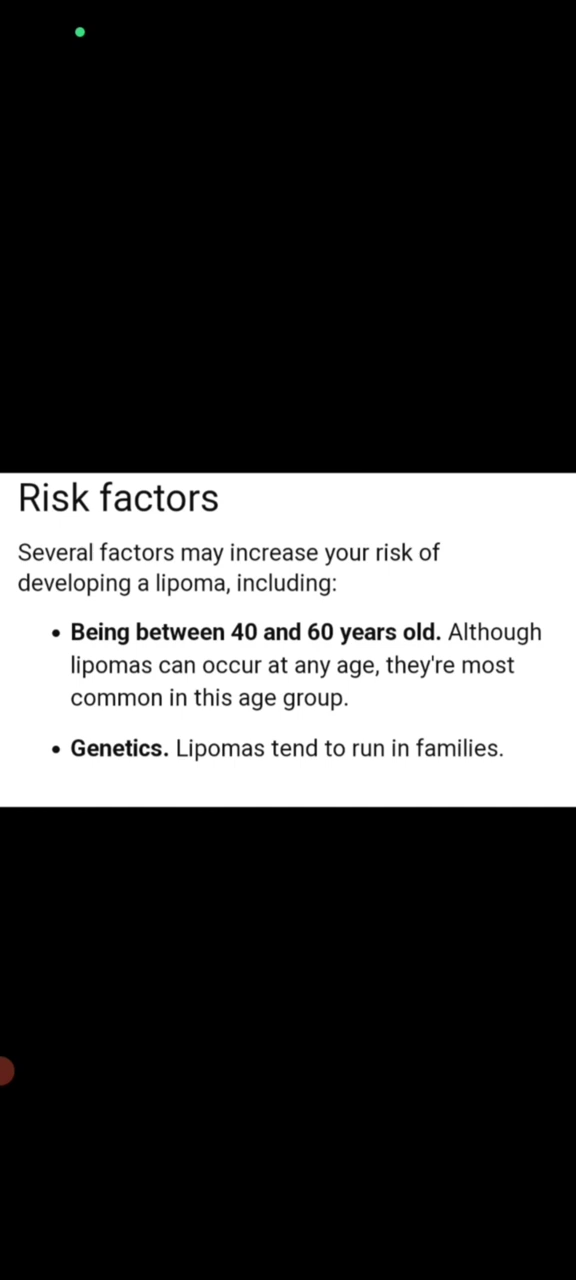 Risk factors
Several factors may increase your risk of
developing a lipoma, including:
• Being between 40 and 60 years old. Although
lipomas can occur at any age, they're most
common in this age group.
• Genetics. Lipomas tend to run in families.